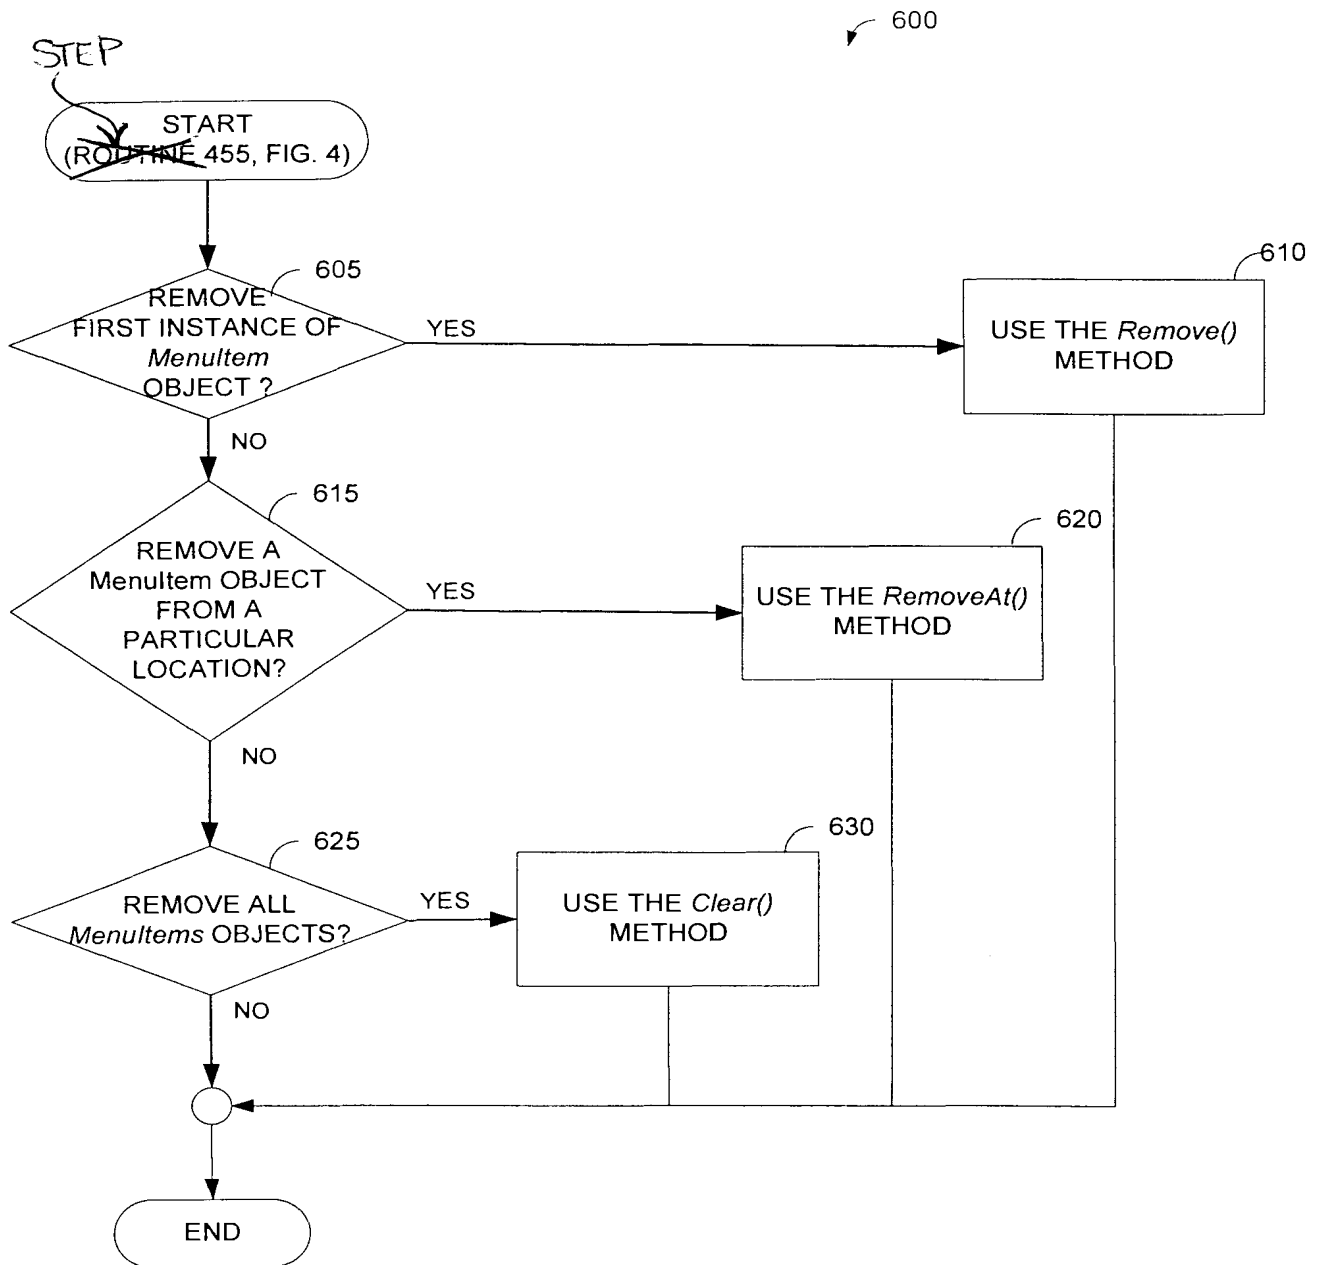 600
STEP
START
(ROUTINE 455, FIG. 4)
605
REMOVE
FIRST INSTANCE OF
MenuItem
OBJECT ?
YES
610
USE THE Remove()
METHOD
NO
615
REMOVE A
MenuItem OBJECT
FROM A
PARTICULAR
LOCATION?
YES
620
USE THE RemoveAt()
METHOD
NO
625
REMOVE ALL
MenuItems OBJECTS?
YES
630
USE THE Clear()
METHOD
NO
END